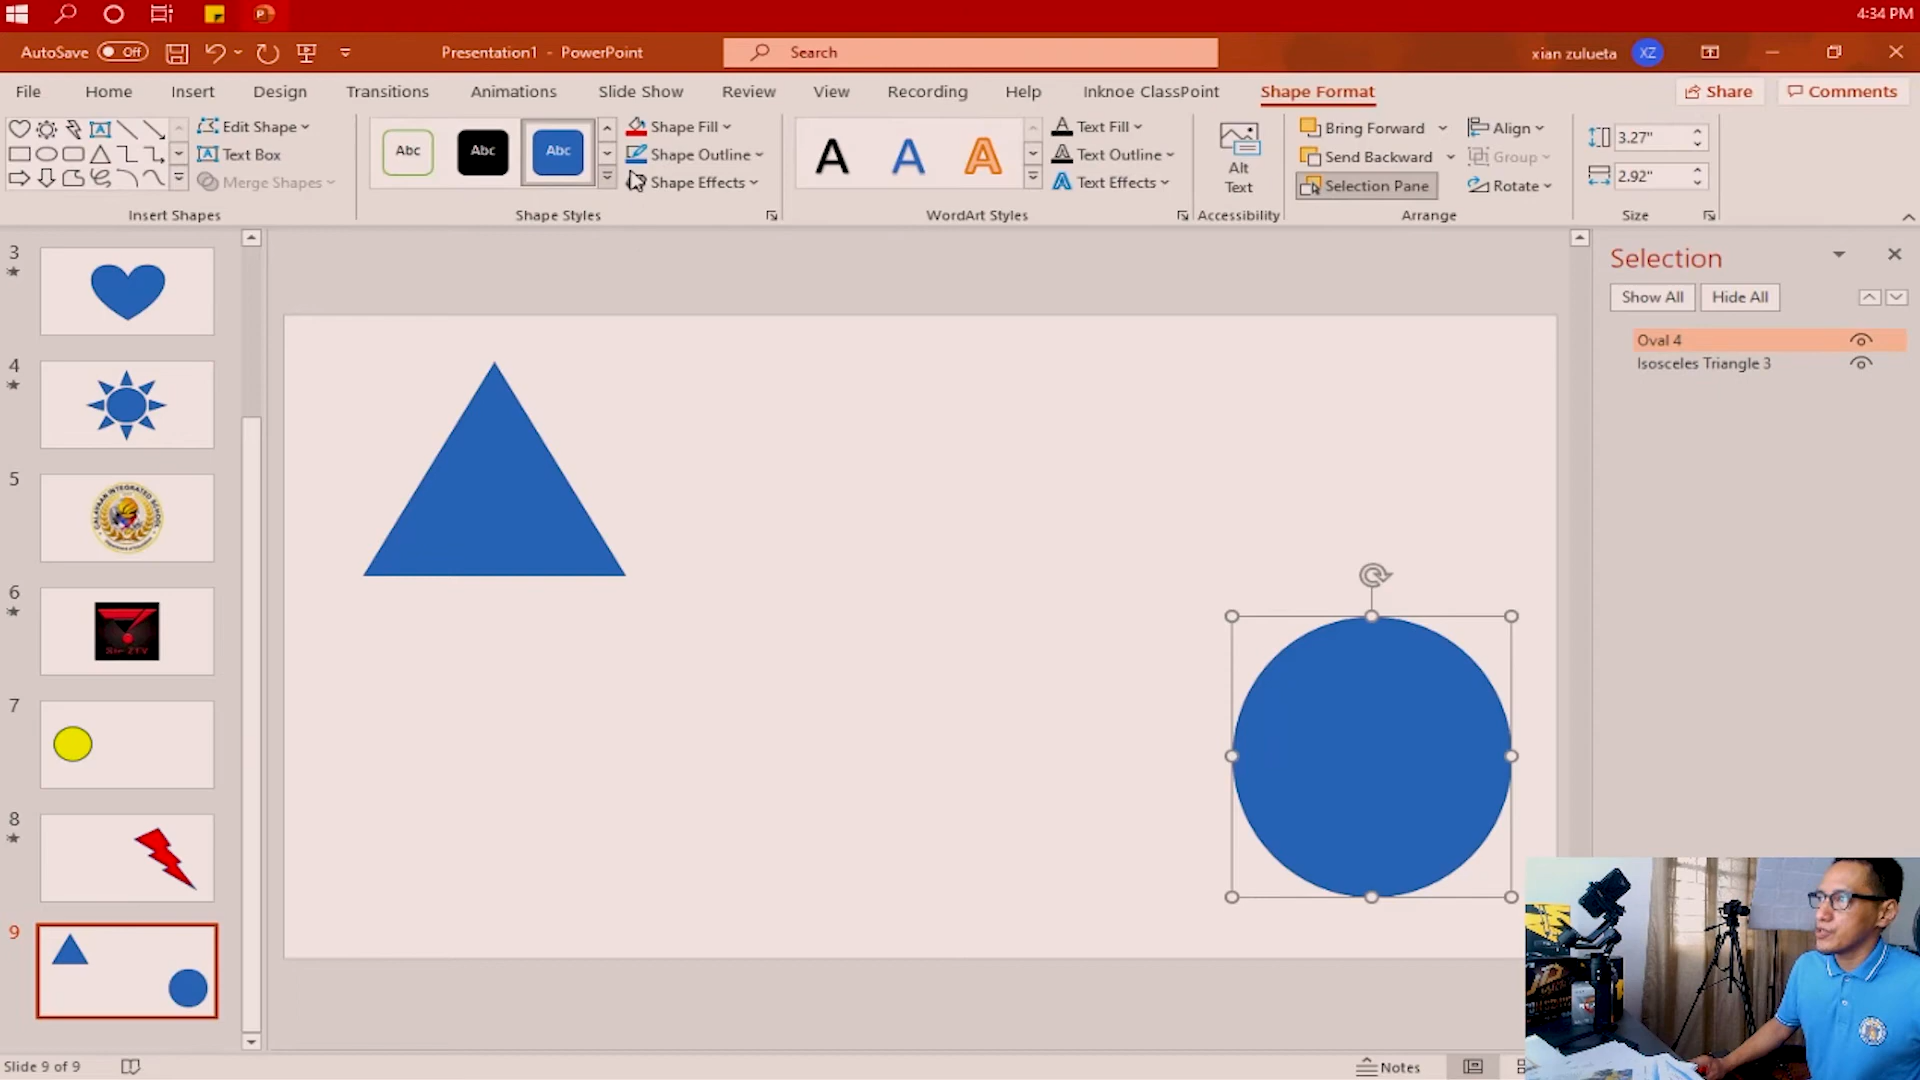 4:34 PM
AutoSave Off
Presentation1 - PowerPoint
Search
xian zulueta XZ
File Home Insert Design Transitions Animations Slide Show Review View Recording Help Inknoe ClassPoint Shape Format
Share Comments
Edit Shape
Text Box
Merge Shapes
Insert Shapes
Abc Abc Abc
Shape Fill
Shape Outline
Shape Effects
Shape Styles
A A A
Text Fill
Text Outline
Text Effects
WordArt Styles
Alt
Text
Accessibility
Bring Forward
Send Backward
Selection Pane
Align
Group
Rotate
Arrange
3.27"
2.92"
Size
3
4
5
CALAVAAN INTEGRATED SCHOOL
6
7
8
9
Selection
Show All Hide All
Oval 4
Isosceles Triangle 3
Slide 9 of 9
Notes